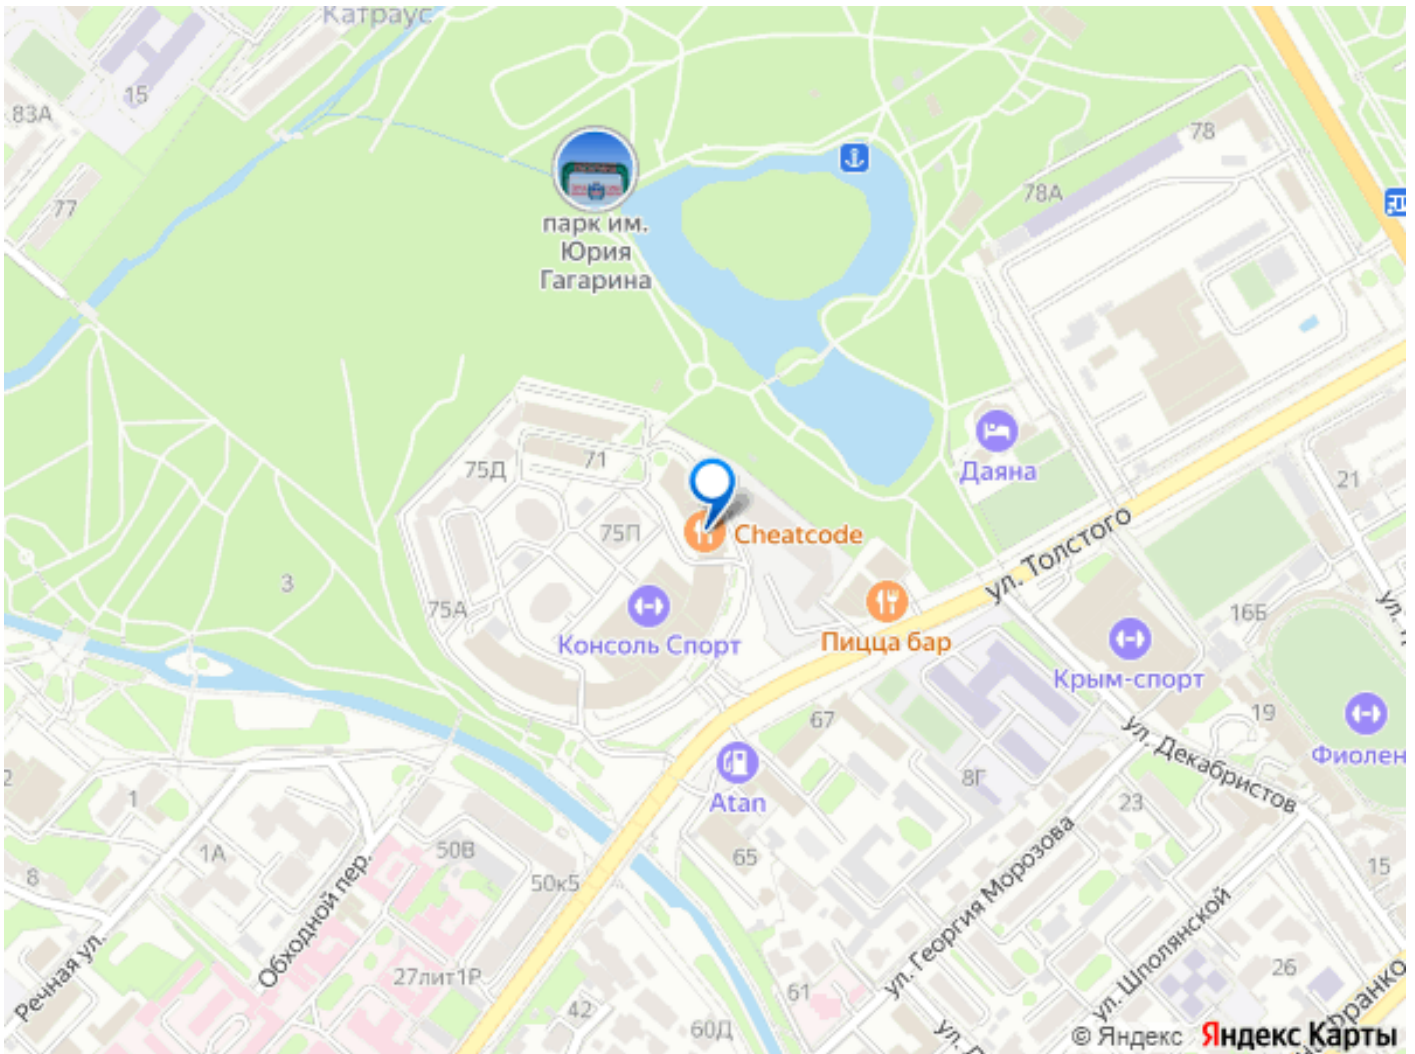 Катраус
15
83А
77
78
78А
парк им.
Юрия
Гагарина
Даяна
21
75Д
71
75П
Cheatcode
ул. Толстого
3
75А
Консоль Спорт
Пицца бар
16Б
Крым-спорт
19
Фиолен
67
ул. Декабристов
Atan
8Г
23
65
1
1А
50В
50к5
8
Обходной пер.
Речная ул.
27лит1Р
42
60Д
61
ул. Георгия Морозова
ул. Шполянской
15
26
Франко
© Яндекс Яндекс Карты